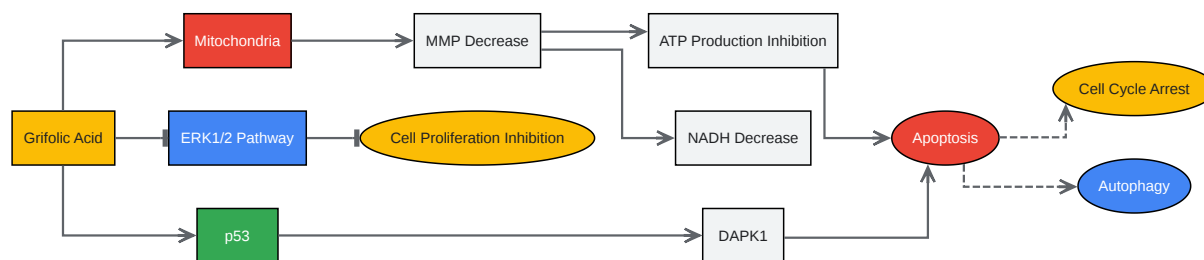 Mitochondria
MMP Decrease
ATP Production Inhibition
Cell Cycle Arrest
Grifolic Acid
ERK1/2 Pathway
Cell Proliferation Inhibition
NADH Decrease
Apoptosis
Autophagy
p53
DAPK1